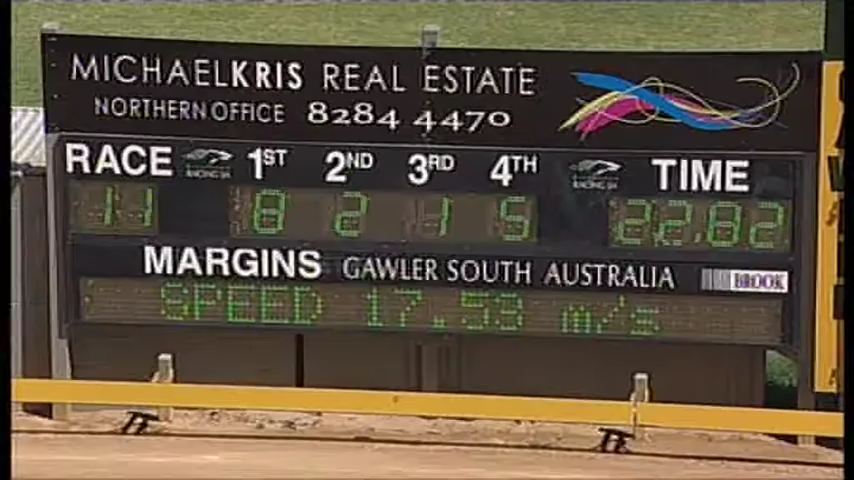 MICHAELKRIS REAL ESTATE
NORTHERN OFFICE 8284 4470
RACE 1ST 2ND 3RD 4TH TIME
11 8 2 1 5 22.82
MARGINS GAWLER SOUTH AUSTRALIA BROOK
SPEED 17.53 m/s